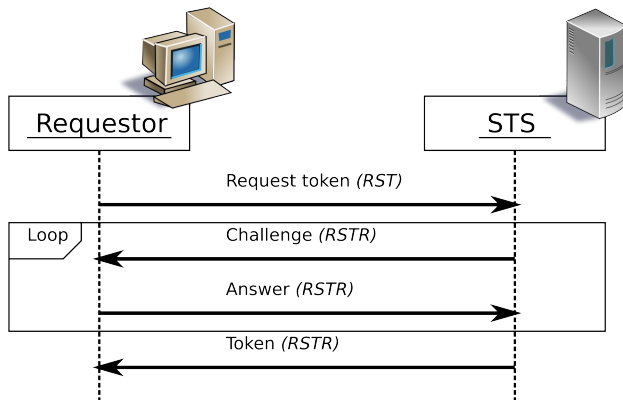 Requestor
STS
Request token (RST)
Loop
Challenge (RSTR)
Answer (RSTR)
Token (RSTR)